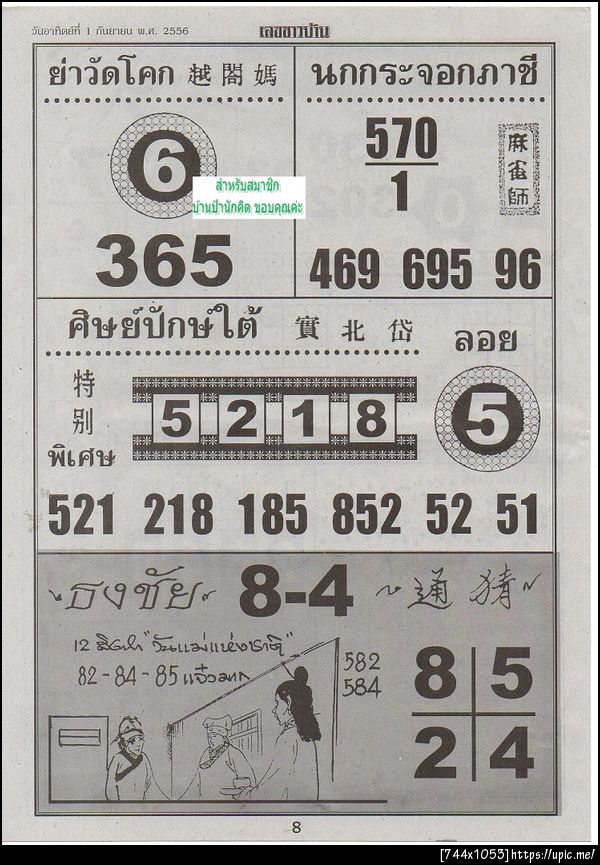 วันอาทิตย์ที่ 1 กันยายน พ.ศ. 2556
เลขชาวบ้าน
ย่าวัดโคก 越閣媽
6
สำหรับสมาชิก
บ้านป้านักคิด ขอบคุณค่ะ
365
นกกระจอกภาชี
570
1
麻雀師
469 695 96
ศิษย์ปักษ์ใต้ 實北岱
ลอย
特别
พิเศษ
5 2 1 8
5
521 218 185 852 52 51
ธงชัย 8-4 通猜
12 สิงหา "วันแม่แห่งชาติ"
82-84-85 แจ๋วมาก
582
584
8 5
2 4
8
[744x1053]https://upic.me/